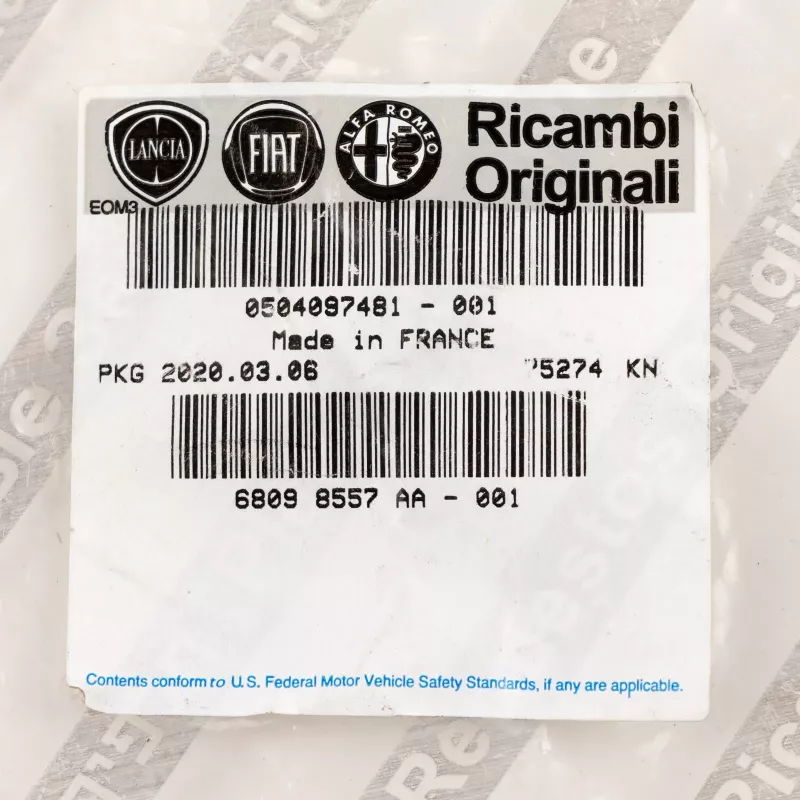 LANCIA
FIAT
ALFA ROMEO
Ricambi
Originali
EOM3
0504097481 - 001
Made in FRANCE
PKG 2020.03.06 5274 KN
6809 8557 AA - 001
Contents conform to U.S. Federal Motor Vehicle Safety Standards, if any are applicable.